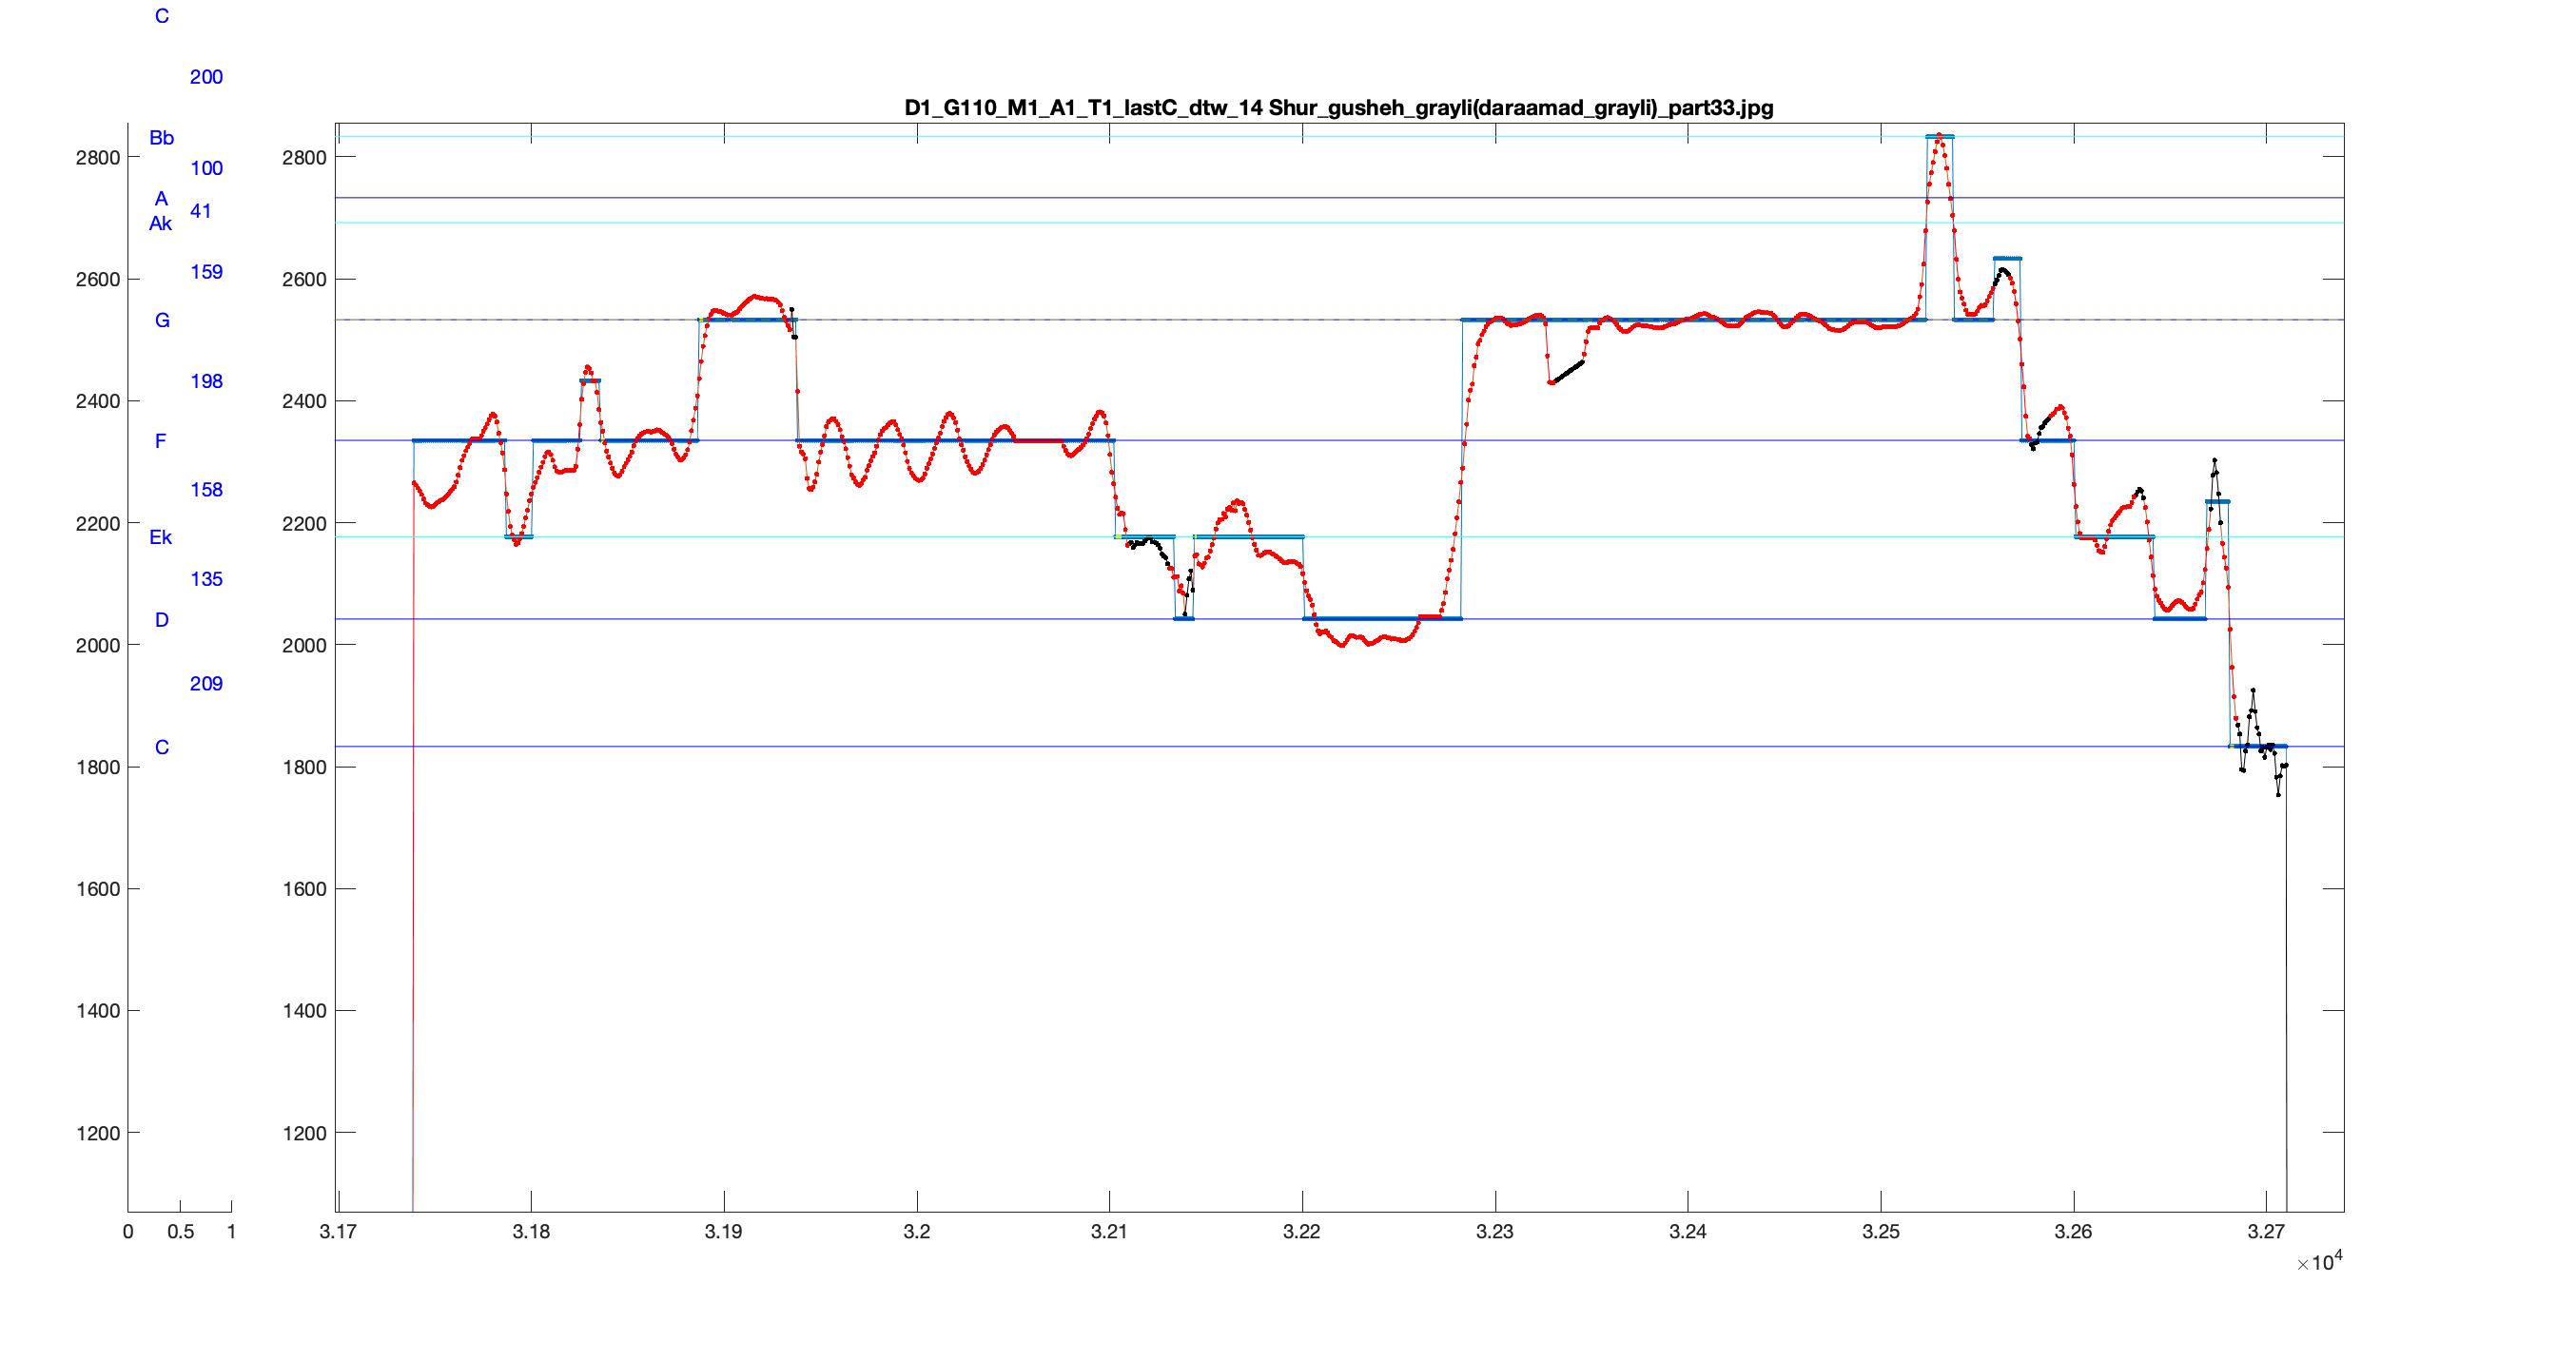 C
200
D1_G110_M1_A1_T1_lastC_dtw_14 Shur_gusheh_grayli(daraamad_grayli)_part33.jpg
Bb
2800 2800
100
A
41
Ak
159
2600 2600
G
198
2400 2400
F
158
2200 2200
Ek
135
D
2000 2000
209
C
1800 1800
1600 1600
1400 1400
1200 1200
0 0.5 1 3.17 3.18 3.19 3.2 3.21 3.22 3.23 3.24 3.25 3.26 3.27
×10^4